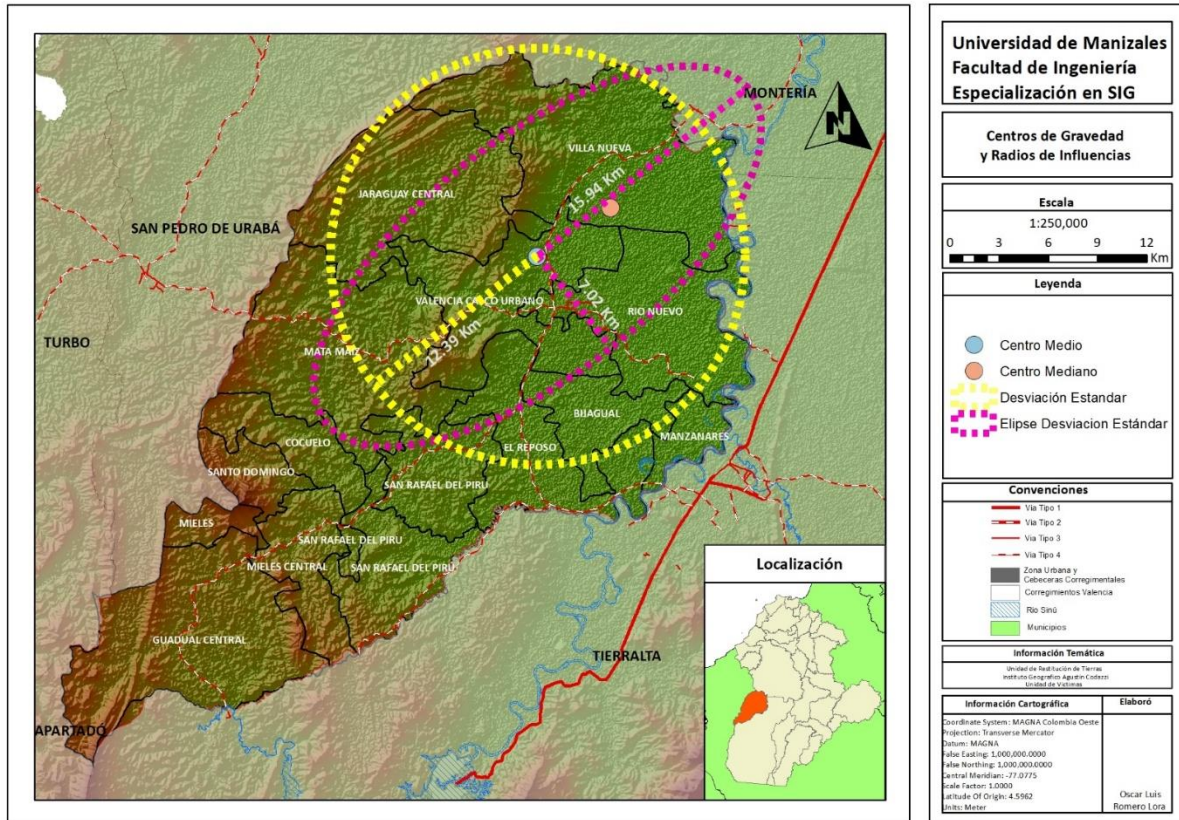 MONTERÍA
N
VILLA NUEVA
JARAGUAY CENTRAL
15.94 Km
SAN PEDRO DE URABÁ
VALENCIA CASCO URBANO
7.02 Km
RIO NUEVO
TURBO
MATA MAIZ
12.39 Km
BIJAGUAL
COCUELO
EL REPOSO
MANZANARES
SANTO DOMINGO
SAN RAFAEL DEL PIRU
MIELES
SAN RAFAEL DEL PIRU
MIELES CENTRAL
SAN RAFAEL DEL PIRU
GUADUAL CENTRAL
TIERRALTA
APARTADÓ
Localización
Universidad de Manizales
Facultad de Ingeniería
Especialización en SIG
Centros de Gravedad
y Radios de Influencias
Escala
1:250,000
0 3 6 9 12
Km
Leyenda
Centro Medio
Centro Mediano
Desviación Estandar
Elipse Desviacion Estándar
Convenciones
Via Tipo 1
Via Tipo 2
Via Tipo 3
Via Tipo 4
Zona Urbana y
Cebeceras Corregimentales
Corregimientos Valencia
Rio Sinú
Municipios
Información Temática
Unidad de Restitución de Tierras
Instituto Geografico Agustin Codazzi
Unidad de Victimas
Información Cartográfica
Elaboró
Coordinate System: MAGNA Colombia Oeste
Projection: Transverse Mercator
Datum: MAGNA
False Easting: 1,000,000.0000
False Northing: 1,000,000.0000
Central Meridian: -77.0775
Scale Factor: 1.0000
Latitude Of Origin: 4.5962
Units: Meter
Oscar Luis
Romero Lora